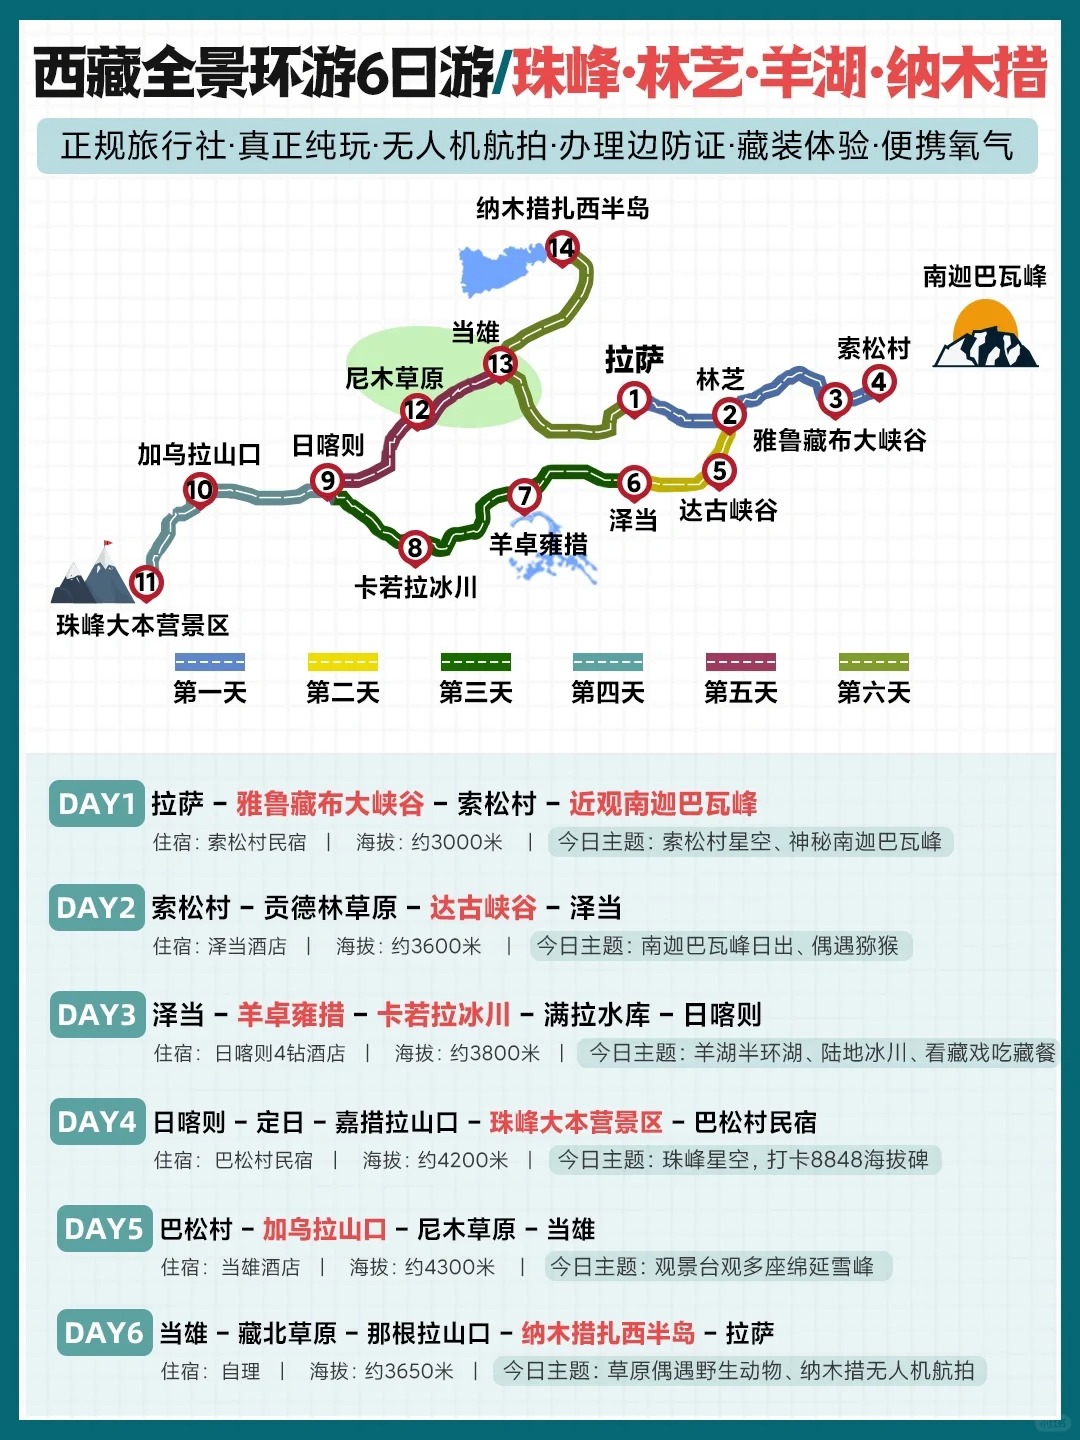 西藏全景环游6日游/珠峰·林芝·羊湖·纳木措
正规旅行社·真正纯玩·无人机航拍·办理边防证·藏装体验·便携氧气
纳木措扎西半岛
14
南迦巴瓦峰
当雄
13
拉萨
索松村
尼木草原
12
1
林芝
2
3
4
雅鲁藏布大峡谷
加乌拉山口
日喀则
10
9
7
6
5
羊卓雍措
泽当
达古峡谷
8
卡若拉冰川
11
珠峰大本营景区
第一天
第二天
第三天
第四天
第五天
第六天
DAY1 拉萨 – 雅鲁藏布大峡谷 – 索松村 – 近观南迦巴瓦峰
住宿: 索松村民宿 | 海拔: 约3000米 | 今日主题: 索松村星空、神秘南迦巴瓦峰
DAY2 索松村 – 贡德林草原 – 达古峡谷 – 泽当
住宿: 泽当酒店 | 海拔: 约3600米 | 今日主题: 南迦巴瓦峰日出、偶遇猕猴
DAY3 泽当 – 羊卓雍措 – 卡若拉冰川 – 满拉水库 – 日喀则
住宿: 日喀则4钻酒店 | 海拔: 约3800米 | 今日主题: 羊湖半环湖、陆地冰川、看藏戏吃藏餐
DAY4 日喀则 – 定日 – 嘉措拉山口 – 珠峰大本营景区 – 巴松村民宿
住宿: 巴松村民宿 | 海拔: 约4200米 | 今日主题: 珠峰星空, 打卡8848海拔碑
DAY5 巴松村 – 加乌拉山口 – 尼木草原 – 当雄
住宿: 当雄酒店 | 海拔: 约4300米 | 今日主题: 观景台观多座绵延雪峰
DAY6 当雄 – 藏北草原 – 那根拉山口 – 纳木措扎西半岛 – 拉萨
住宿: 自理 | 海拔: 约3650米 | 今日主题: 草原偶遇野生动物、纳木措无人机航拍